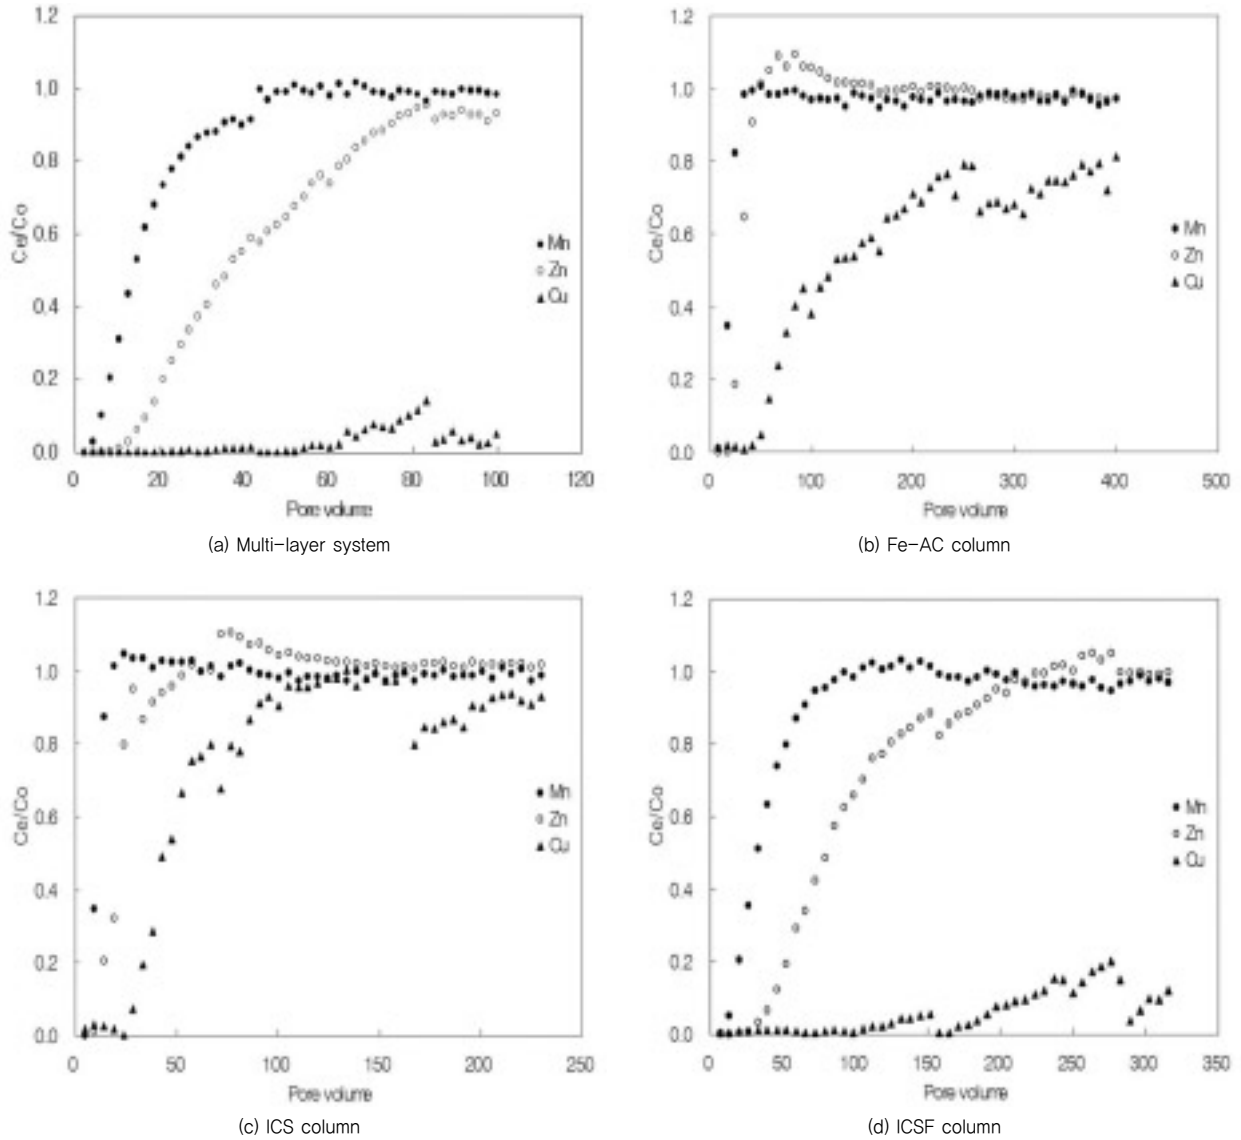 1.2
1.0
0.8
0.6
0.4
0.2
0.0
Ce/Co
0 20 40 60 80 100 120
Pore volume
Mn
Zn
Cu
(a) Multi-layer system
1.2
1.0
0.8
0.6
0.4
0.2
0.0
Ce/Co
0 100 200 300 400 500
Pore volume
Mn
Zn
Cu
(b) Fe-AC column
1.2
1.0
0.8
0.6
0.4
0.2
0.0
Ce/Co
0 50 100 150 200 250
Pore volume
Mn
Zn
Cu
(c) ICS column
1.2
1.0
0.8
0.6
0.4
0.2
0.0
Ce/Co
0 50 100 150 200 250 300 350
Pore volume
Mn
Zn
Cu
(d) ICSF column